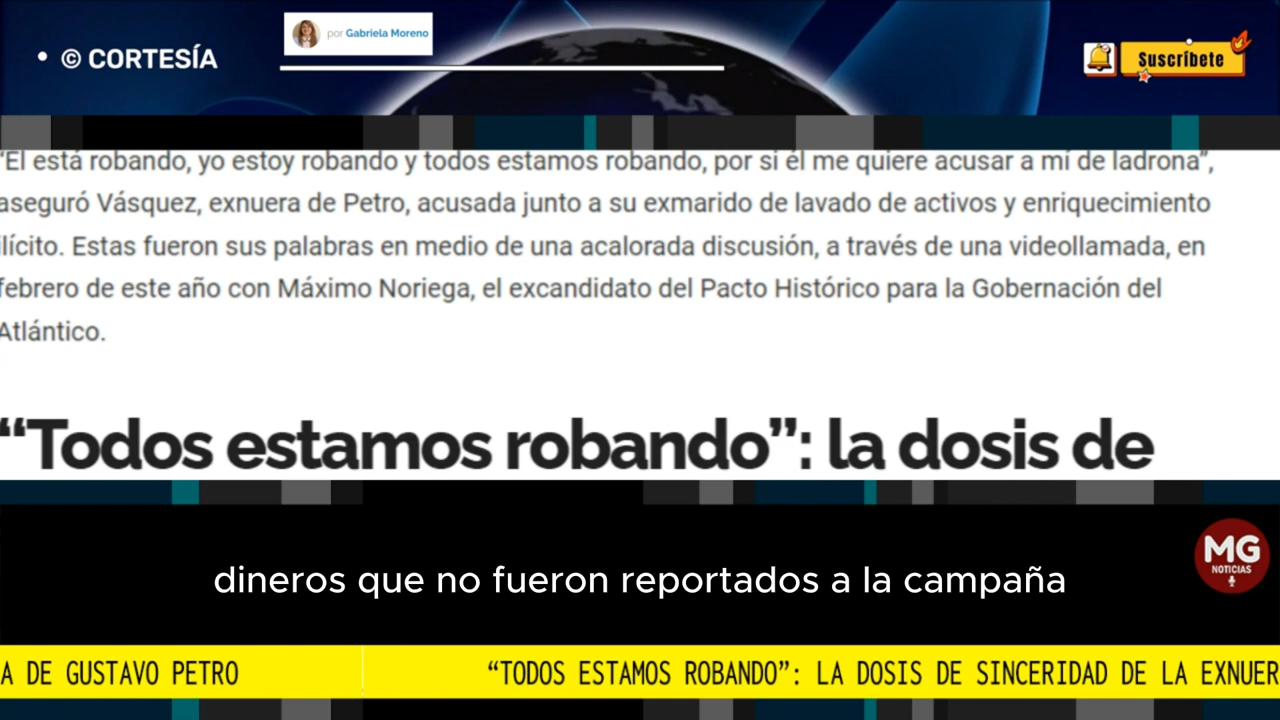 • © CORTESÍA
por Gabriela Moreno
Suscríbete
“Él está robando, yo estoy robando y todos estamos robando, por si él me quiere acusar a mí de ladrona”,
aseguró Vásquez, exnuera de Petro, acusada junto a su exmarido de lavado de activos y enriquecimiento
ilícito. Estas fueron sus palabras en medio de una acalorada discusión, a través de una videollamada, en
febrero de este año con Máximo Noriega, el excandidato del Pacto Histórico para la Gobernación del
Atlántico.
“Todos estamos robando”: la dosis de
MG
NOTICIAS
dineros que no fueron reportados a la campaña
A DE GUSTAVO PETRO “TODOS ESTAMOS ROBANDO”: LA DOSIS DE SINCERIDAD DE LA EXNUER